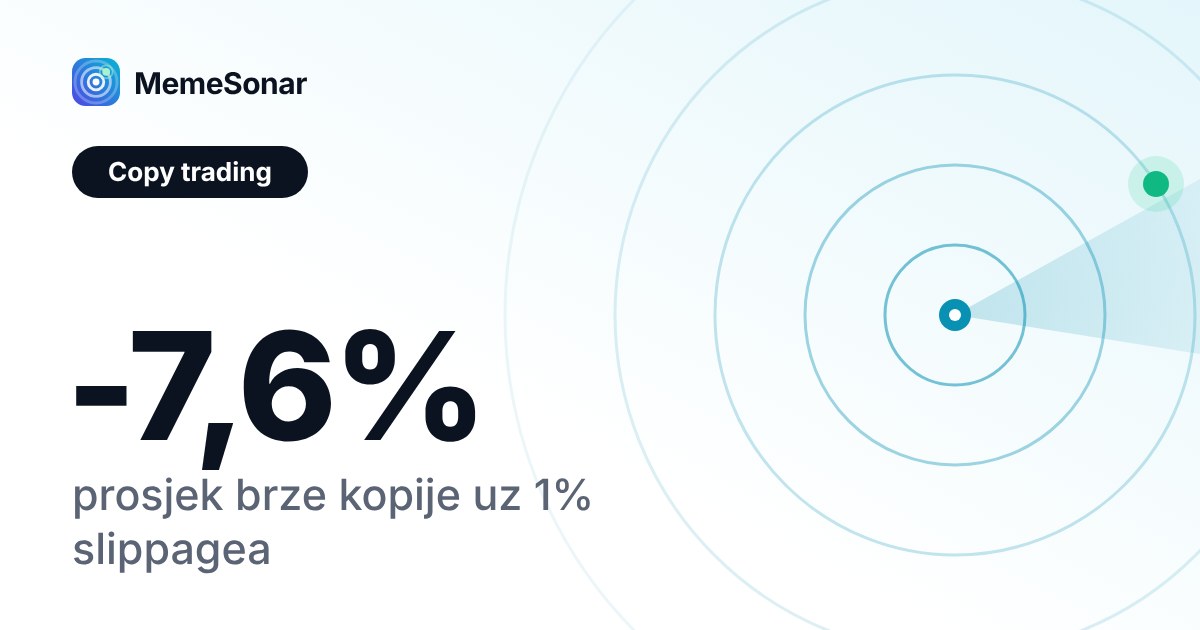 MemeSonar
Copy trading
-7,6%
prosjek brze kopije uz 1%
slippagea